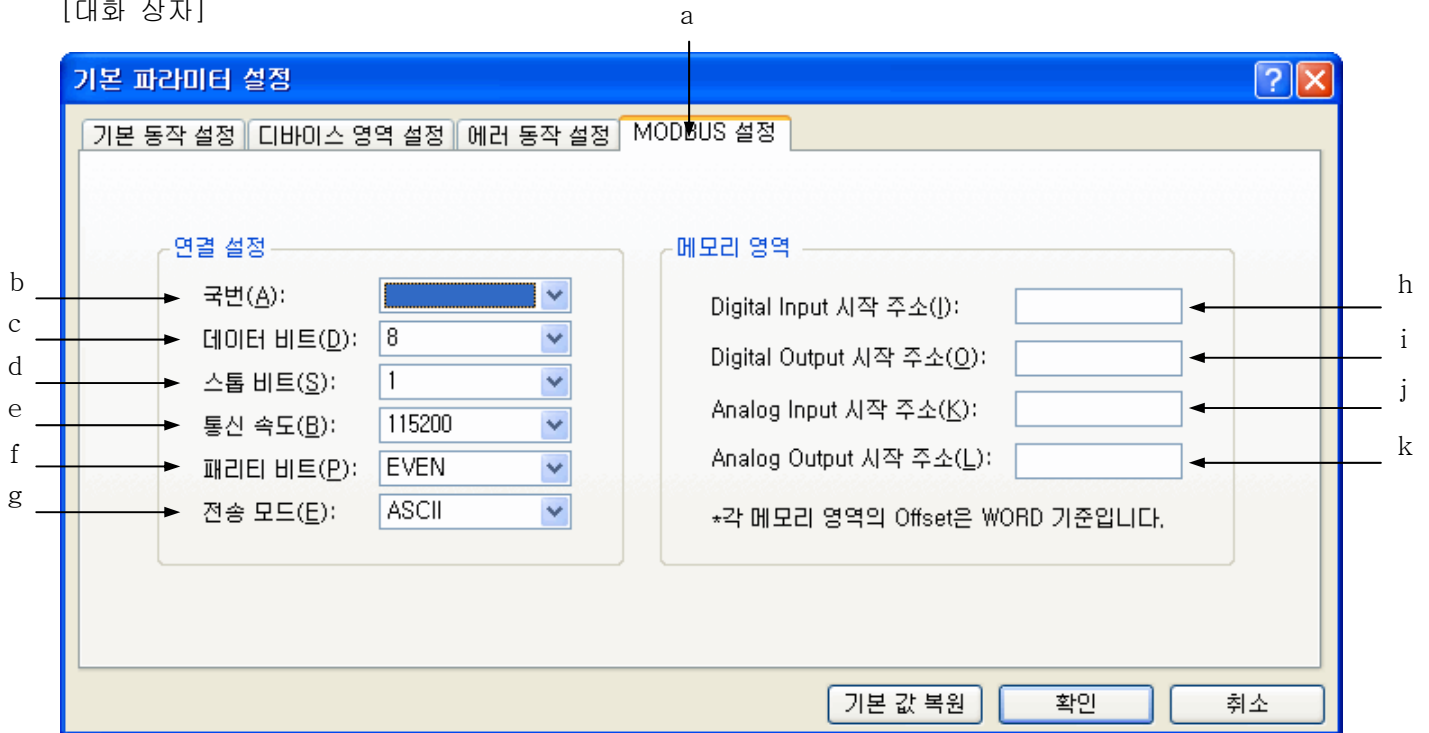 [대화 상자]
a
기본 파라미터 설정
기본 동작 설정 디바이스 영역 설정 에러 동작 설정 MODBUS 설정
연결 설정
b 국번(A):
c 데이터 비트(D): 8
d 스톱 비트(S): 1
e 통신 속도(B): 115200
f 패리티 비트(P): EVEN
g 전송 모드(E): ASCII
메모리 영역
Digital Input 시작 주소(I): h
Digital Output 시작 주소(O): i
Analog Input 시작 주소(K): j
Analog Output 시작 주소(L): k
*각 메모리 영역의 Offset은 WORD 기준입니다.
기본 값 복원 확인 취소